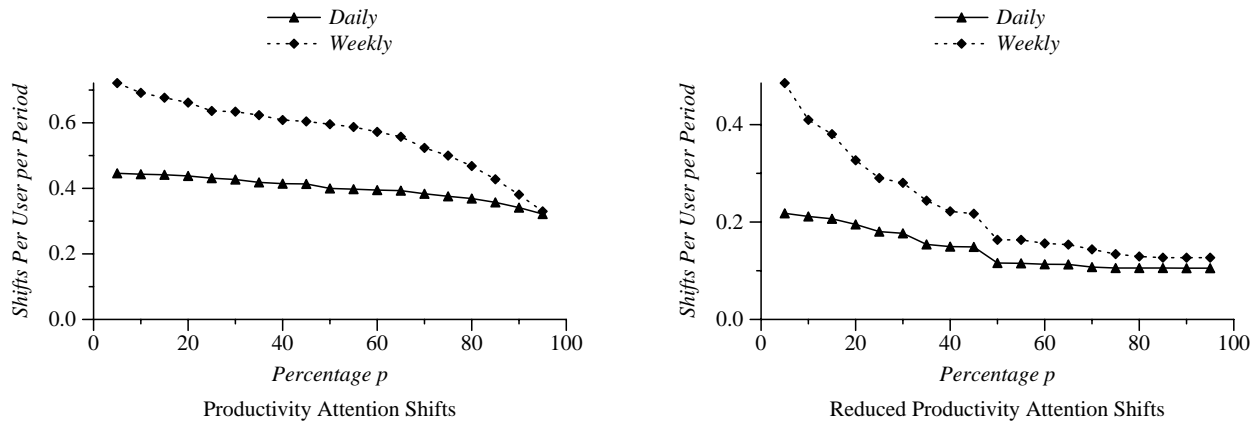 Daily
Weekly
Shifts Per User per Period
0.6
0.4
0.2
0.0
0 20 40 60 80 100
Percentage p
Productivity Attention Shifts
Daily
Weekly
Shifts Per User per Period
0.4
0.2
0.0
0 20 40 60 80 100
Percentage p
Reduced Productivity Attention Shifts